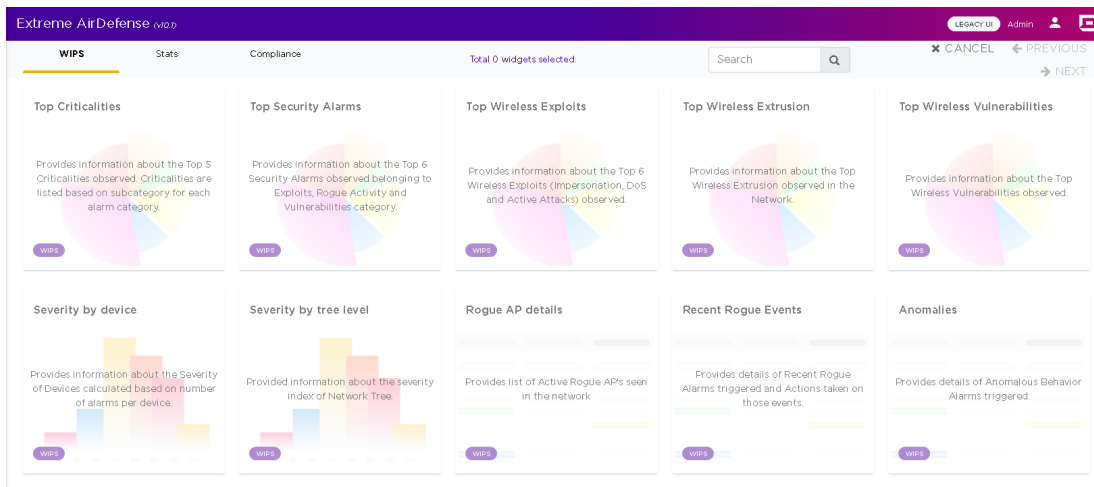 Extreme AirDefense (v10.1)
LEGACY UI Admin
WIPS Stats Compliance
Total 0 widgets selected.
Search
✖ CANCEL ← PREVIOUS
→ NEXT
Top Criticalities
Provides information about the Top 5
Criticalities observed. Criticalities are
listed based on subcategory for each
alarm category.
WIPS
Top Security Alarms
Provides information about the Top 6
Security Alarms observed belonging to
Exploits, Rogue Activity and
Vulnerabilities category.
WIPS
Top Wireless Exploits
Provides information about the Top 6
Wireless Exploits (Impersonation, DoS
and Active Attacks) observed.
WIPS
Top Wireless Extrusion
Provides information about the Top
Wireless Extrusion observed in the
Network.
WIPS
Top Wireless Vulnerabilities
Provides information about the Top
Wireless Vulnerabilities observed.
WIPS
Severity by device
Provides information about the Severity
of Devices calculated based on number
of alarms per device.
WIPS
Severity by tree level
Provided information about the severity
index of Network Tree.
WIPS
Rogue AP details
Provides list of Active Rogue AP's seen
in the network
WIPS
Recent Rogue Events
Provides details of Recent Rogue
Alarms triggered and Actions taken on
those events.
WIPS
Anomalies
Provides details of Anomalous Behavior
Alarms triggered.
WIPS